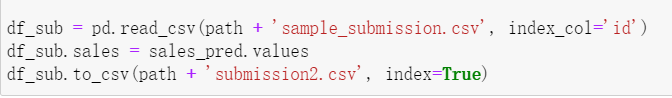 df_sub = pd.read_csv(path + 'sample_submission.csv', index_col='id')
df_sub.sales = sales_pred.values
df_sub.to_csv(path + 'submission2.csv', index=True)